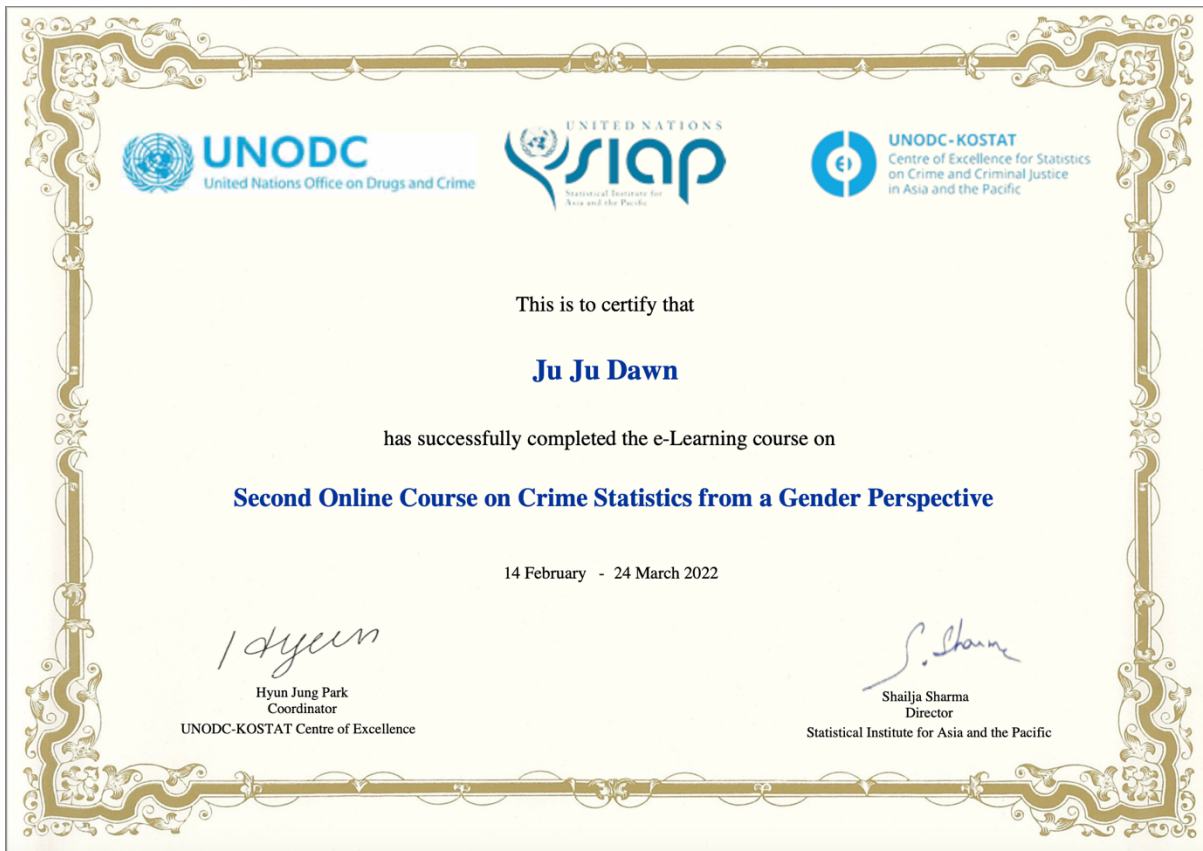 UNODC
United Nations Office on Drugs and Crime
UNITED NATIONS
SIAP
Statistical Institute for
Asia and the Pacific
UNODC-KOSTAT
Centre of Excellence for Statistics
on Crime and Criminal Justice
in Asia and the Pacific
This is to certify that
Ju Ju Dawn
has successfully completed the e-Learning course on
Second Online Course on Crime Statistics from a Gender Perspective
14 February - 24 March 2022
Hyun Jung Park
Coordinator
UNODC-KOSTAT Centre of Excellence
S. Sharma
Shailja Sharma
Director
Statistical Institute for Asia and the Pacific